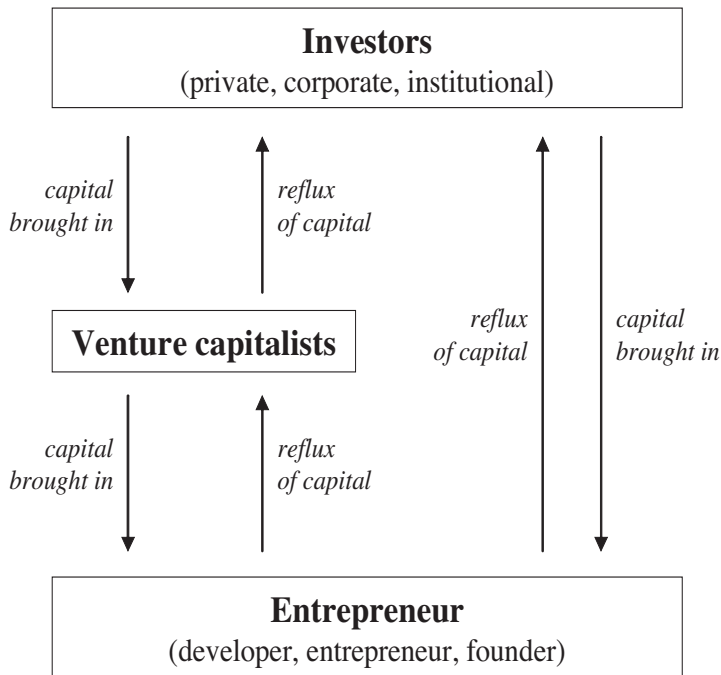 Investors
(private, corporate, institutional)
capital
brought in
reflux
of capital
Venture capitalists
reflux
of capital
capital
brought in
capital
brought in
reflux
of capital
Entrepreneur
(developer, entrepreneur, founder)